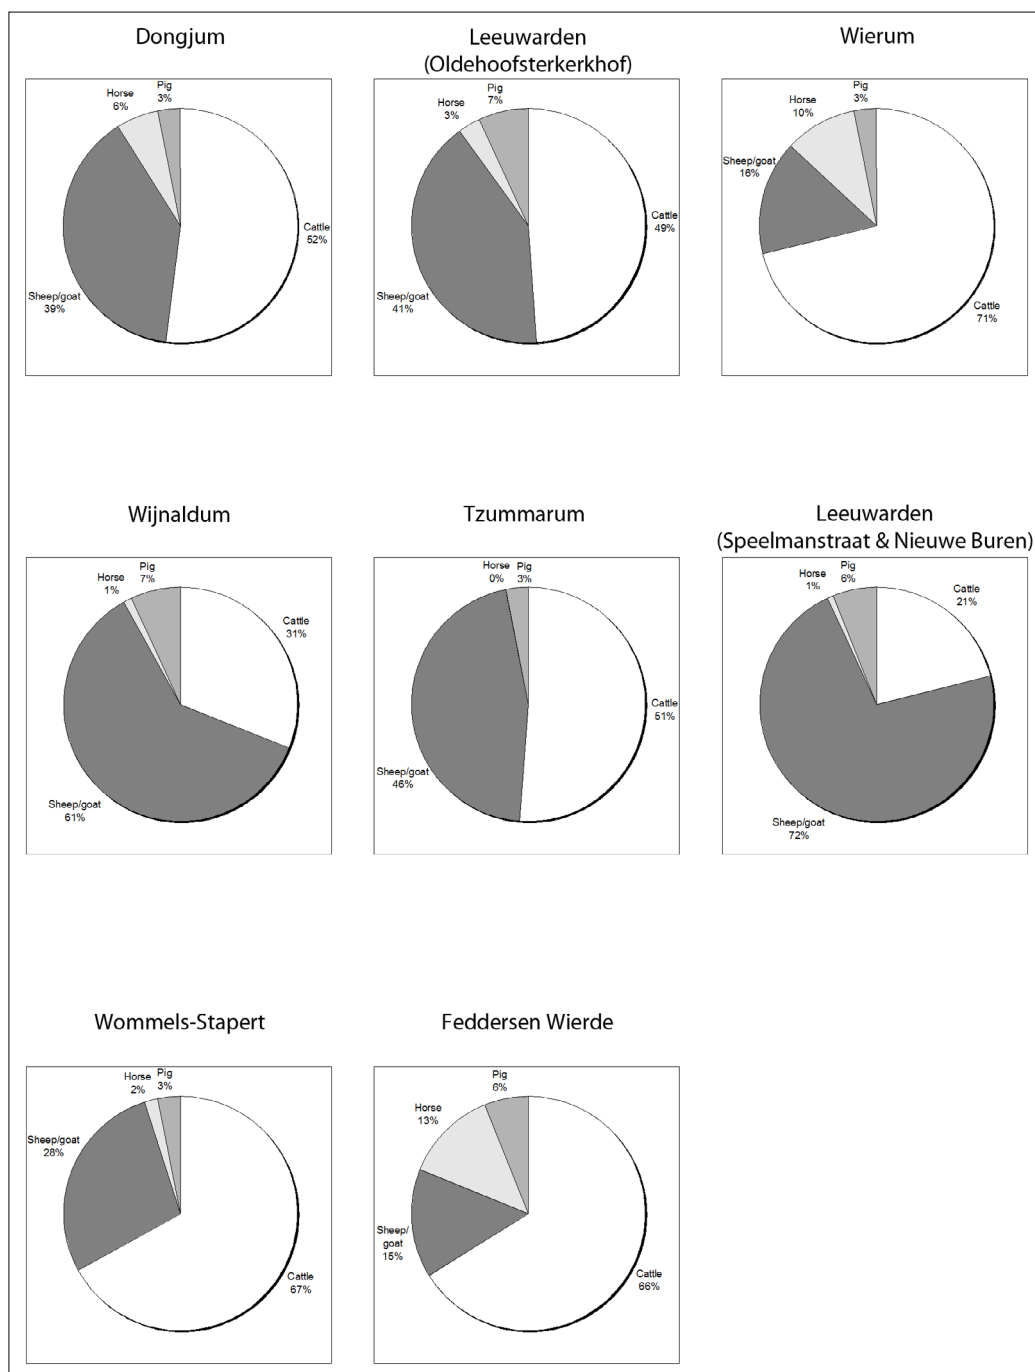 Dongjum
Horse
6%
Pig
3%
Cattle
52%
Sheep/goat
39%
Leeuwarden
(Oldehoofsterkerkhof)
Horse
3%
Pig
7%
Cattle
49%
Sheep/goat
41%
Wierum
Horse
10%
Pig
3%
Sheep/goat
16%
Cattle
71%
Wijnaldum
Horse
1%
Pig
7%
Cattle
31%
Sheep/goat
61%
Tzummarum
Horse
0%
Pig
3%
Cattle
51%
Sheep/goat
46%
Leeuwarden
(Speelmanstraat & Nieuwe Buren)
Horse
1%
Pig
6%
Cattle
21%
Sheep/goat
72%
Wommels-Stapert
Horse
2%
Pig
3%
Sheep/goat
28%
Cattle
67%
Feddersen Wierde
Pig
6%
Horse
13%
Sheep/
goat
15%
Cattle
66%